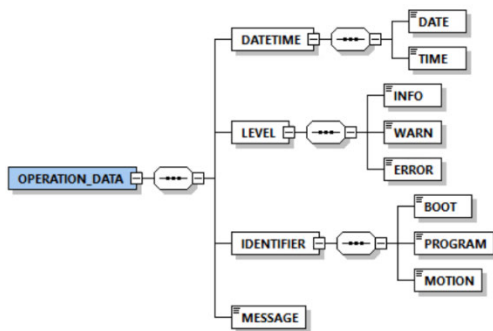 DATE
DATETIME
TIME
INFO
LEVEL
WARN
ERROR
OPERATION_DATA
BOOT
IDENTIFIER
PROGRAM
MOTION
MESSAGE